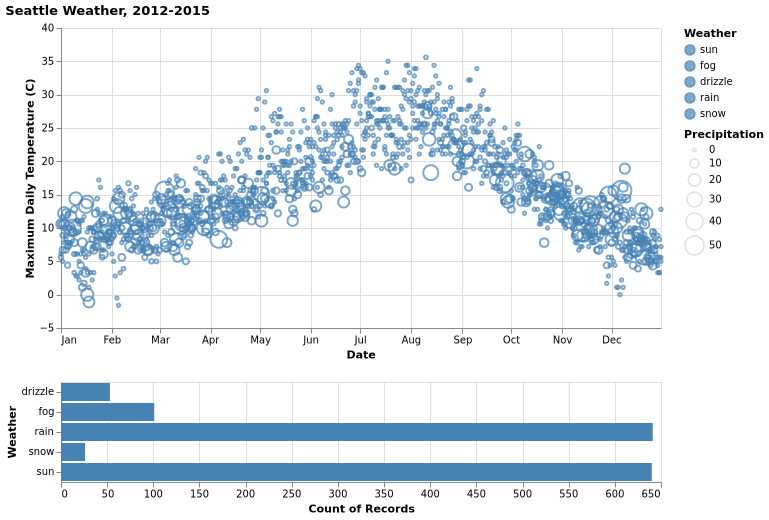 Seattle Weather, 2012-2015
Maximum Daily Temperature (C)
40
35
30
25
20
15
10
5
0
−5
Jan Feb Mar Apr May Jun Jul Aug Sep Oct Nov Dec
Date
Weather
sun
fog
drizzle
rain
snow
Precipitation
0
10
20
30
40
50
Weather
drizzle
fog
rain
snow
sun
0 50 100 150 200 250 300 350 400 450 500 550 600 650
Count of Records